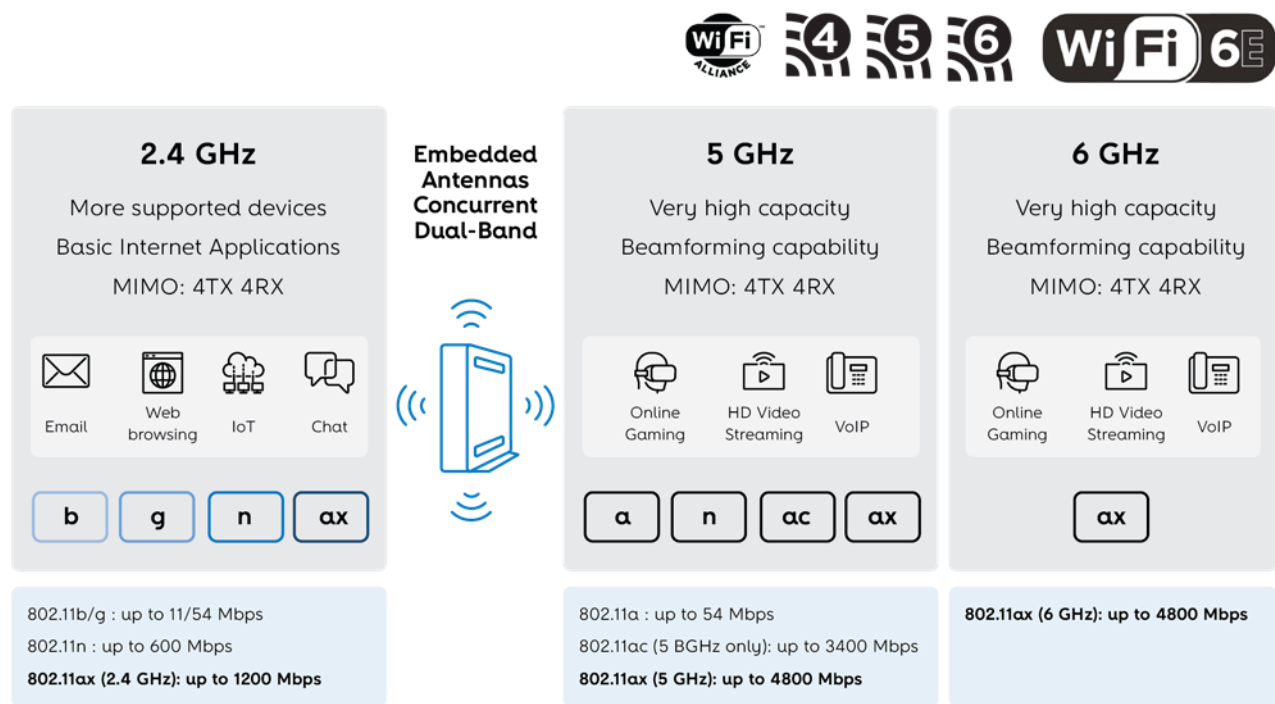 WiFi
ALLIANCE
TM
4
5
6
WiFi 6E
2.4 GHz
More supported devices
Basic Internet Applications
MIMO: 4TX 4RX
Email
Web
browsing
IoT
Chat
b
g
n
ax
802.11b/g : up to 11/54 Mbps
802.11n : up to 600 Mbps
802.11ax (2.4 GHz): up to 1200 Mbps
Embedded
Antennas
Concurrent
Dual-Band
5 GHz
Very high capacity
Beamforming capability
MIMO: 4TX 4RX
Online
Gaming
HD Video
Streaming
VoIP
a
n
ac
ax
802.11a : up to 54 Mbps
802.11ac (5 BGHz only): up to 3400 Mbps
802.11ax (5 GHz): up to 4800 Mbps
6 GHz
Very high capacity
Beamforming capability
MIMO: 4TX 4RX
Online
Gaming
HD Video
Streaming
VoIP
ax
802.11ax (6 GHz): up to 4800 Mbps